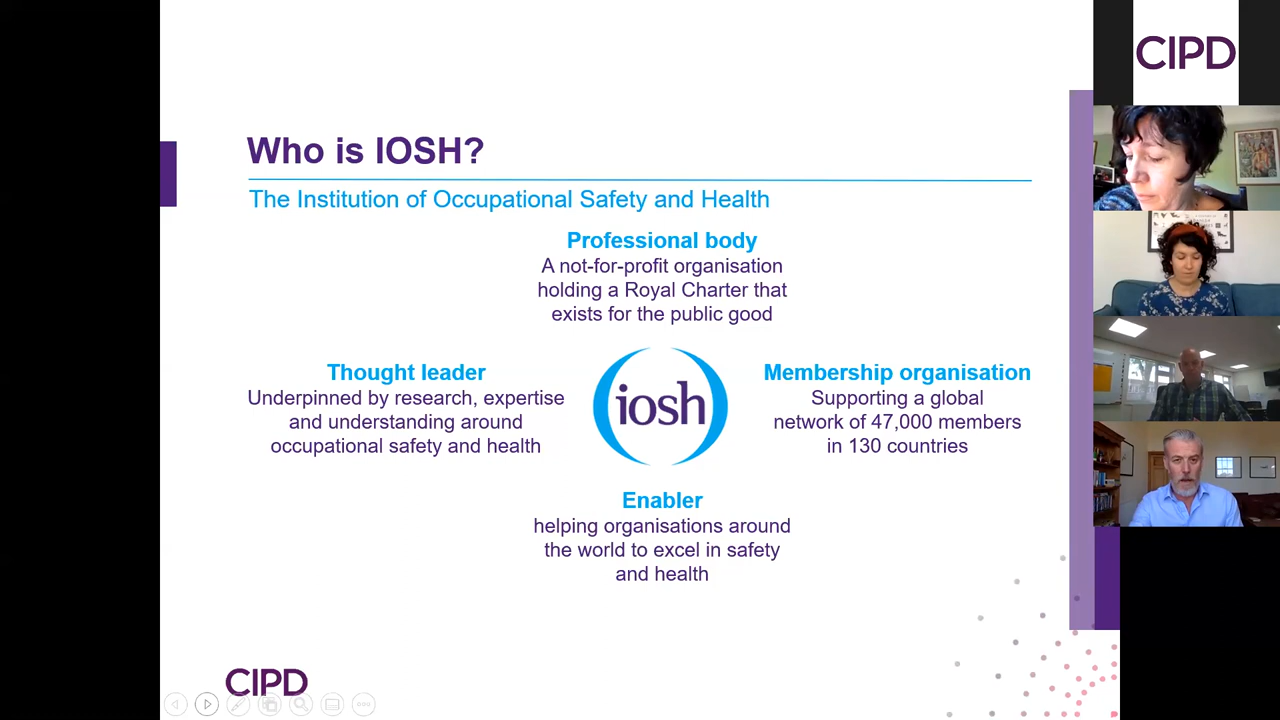 Who is IOSH?
The Institution of Occupational Safety and Health
Professional body
A not-for-profit organisation
holding a Royal Charter that
exists for the public good
Thought leader
Underpinned by research, expertise
and understanding around
occupational safety and health
iosh
Membership organisation
Supporting a global
network of 47,000 members
in 130 countries
Enabler
helping organisations around
the world to excel in safety
and health
CIPD
CIPD